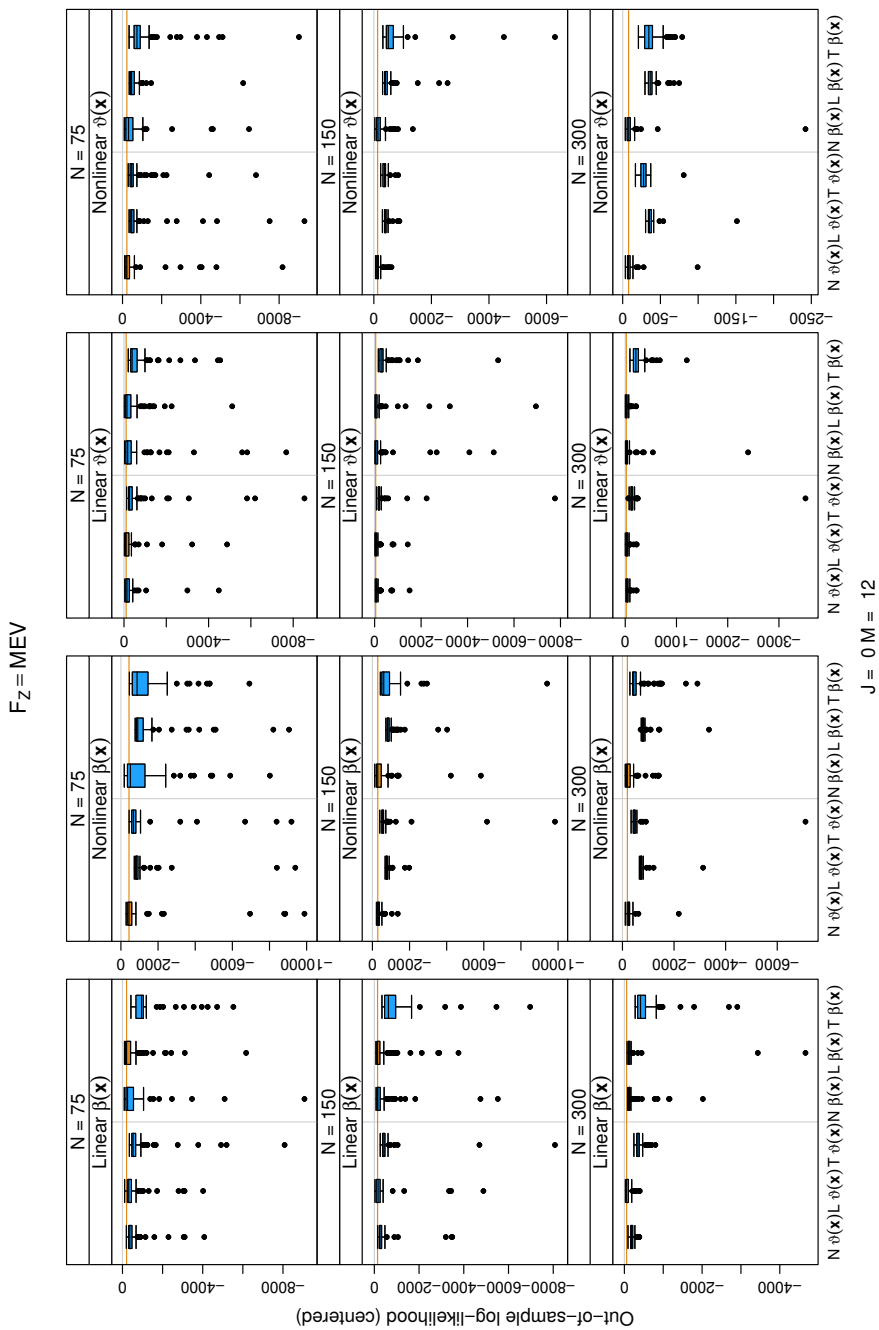 F_Z = MEV
N = 75 N = 75 N = 75 N = 75
Linear β(x) Nonlinear β(x) Linear ϑ(x) Nonlinear ϑ(x)
0 −4000 −8000
0 −2000 −6000 −10000
0 −4000 −8000
0 −4000 −8000
N = 150 N = 150 N = 150 N = 150
Linear β(x) Nonlinear β(x) Linear ϑ(x) Nonlinear ϑ(x)
0 −2000 −4000 −6000 −8000
0 −2000 −6000 −10000
0 −2000 −4000 −6000 −8000
0 −2000 −4000 −6000
N = 300 N = 300 N = 300 N = 300
Linear β(x) Nonlinear β(x) Linear ϑ(x) Nonlinear ϑ(x)
0 −2000 −4000
0 −2000 −4000 −6000
0 −1000 −2000 −3000
0 −500 −1500 −2500
Out−of−sample log−likelihood (centered)
N ϑ(x) L ϑ(x) T ϑ(x) N β(x) L β(x) T β(x)
N ϑ(x) L ϑ(x) T ϑ(x) N β(x) L β(x) T β(x)
N ϑ(x) L ϑ(x) T ϑ(x) N β(x) L β(x) T β(x)
N ϑ(x) L ϑ(x) T ϑ(x) N β(x) L β(x) T β(x)
J = 0 M = 12